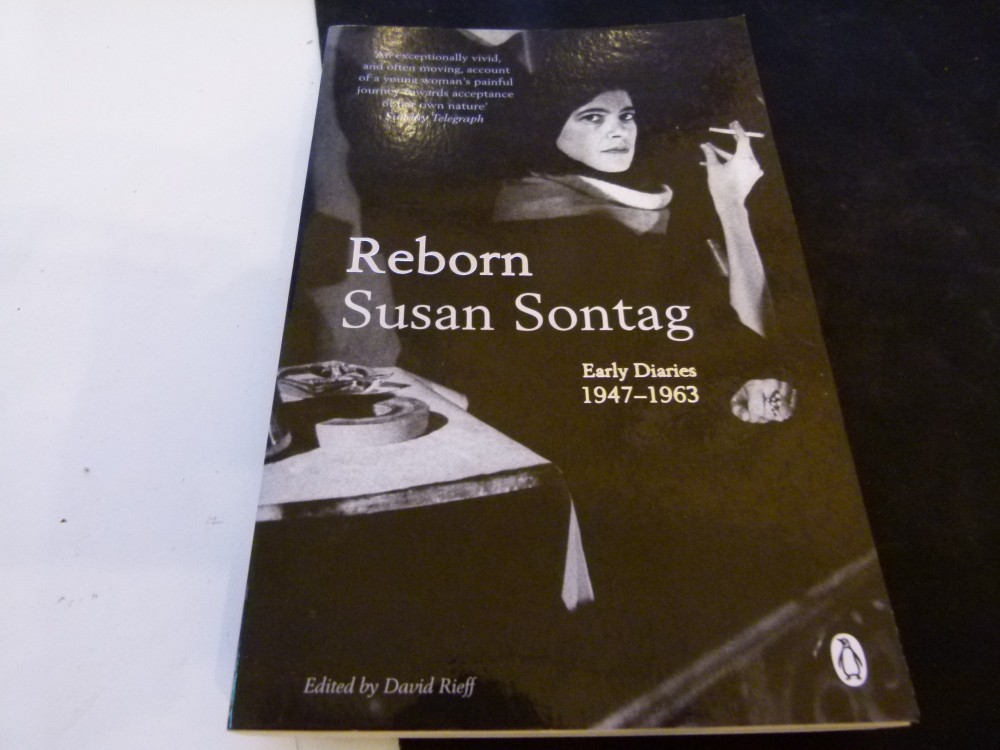 'An exceptionally vivid,
and often moving, account
of a young woman's painful
journey towards acceptance
of her own nature'
Sunday Telegraph
Reborn
Susan Sontag
Early Diaries
1947–1963
Edited by David Rieff